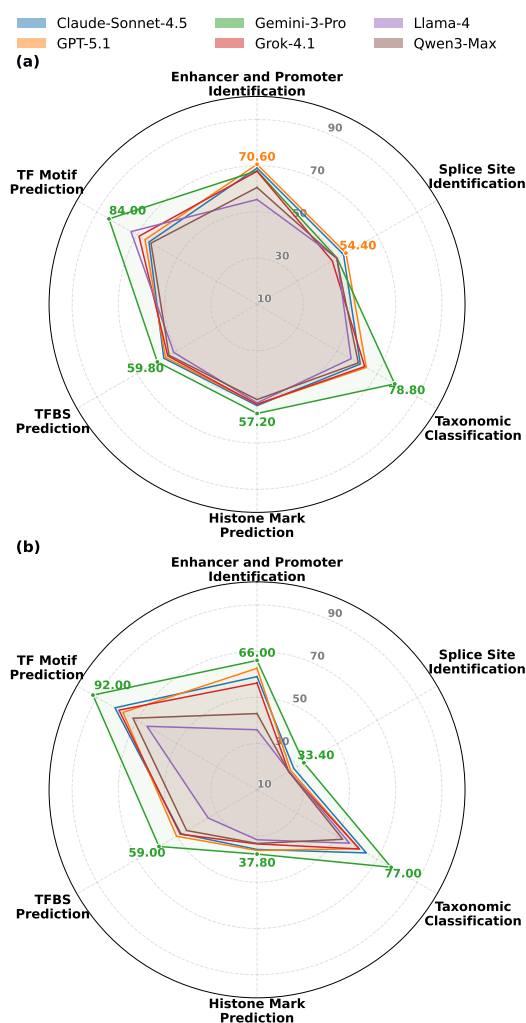 Claude-Sonnet-4.5
Gemini-3-Pro
Llama-4
GPT-5.1
Grok-4.1
Qwen3-Max
(a)
Enhancer and Promoter
Identification
90
70.60
70
TF Motif
Prediction
Splice Site
Identification
84.00
50
54.40
30
10
59.80
78.80
TFBS
Prediction
57.20
Taxonomic
Classification
Histone Mark
Prediction
(b)
Enhancer and Promoter
Identification
90
66.00
70
TF Motif
Prediction
Splice Site
Identification
92.00
50
30
33.40
10
59.00
37.80
77.00
TFBS
Prediction
Taxonomic
Classification
Histone Mark
Prediction